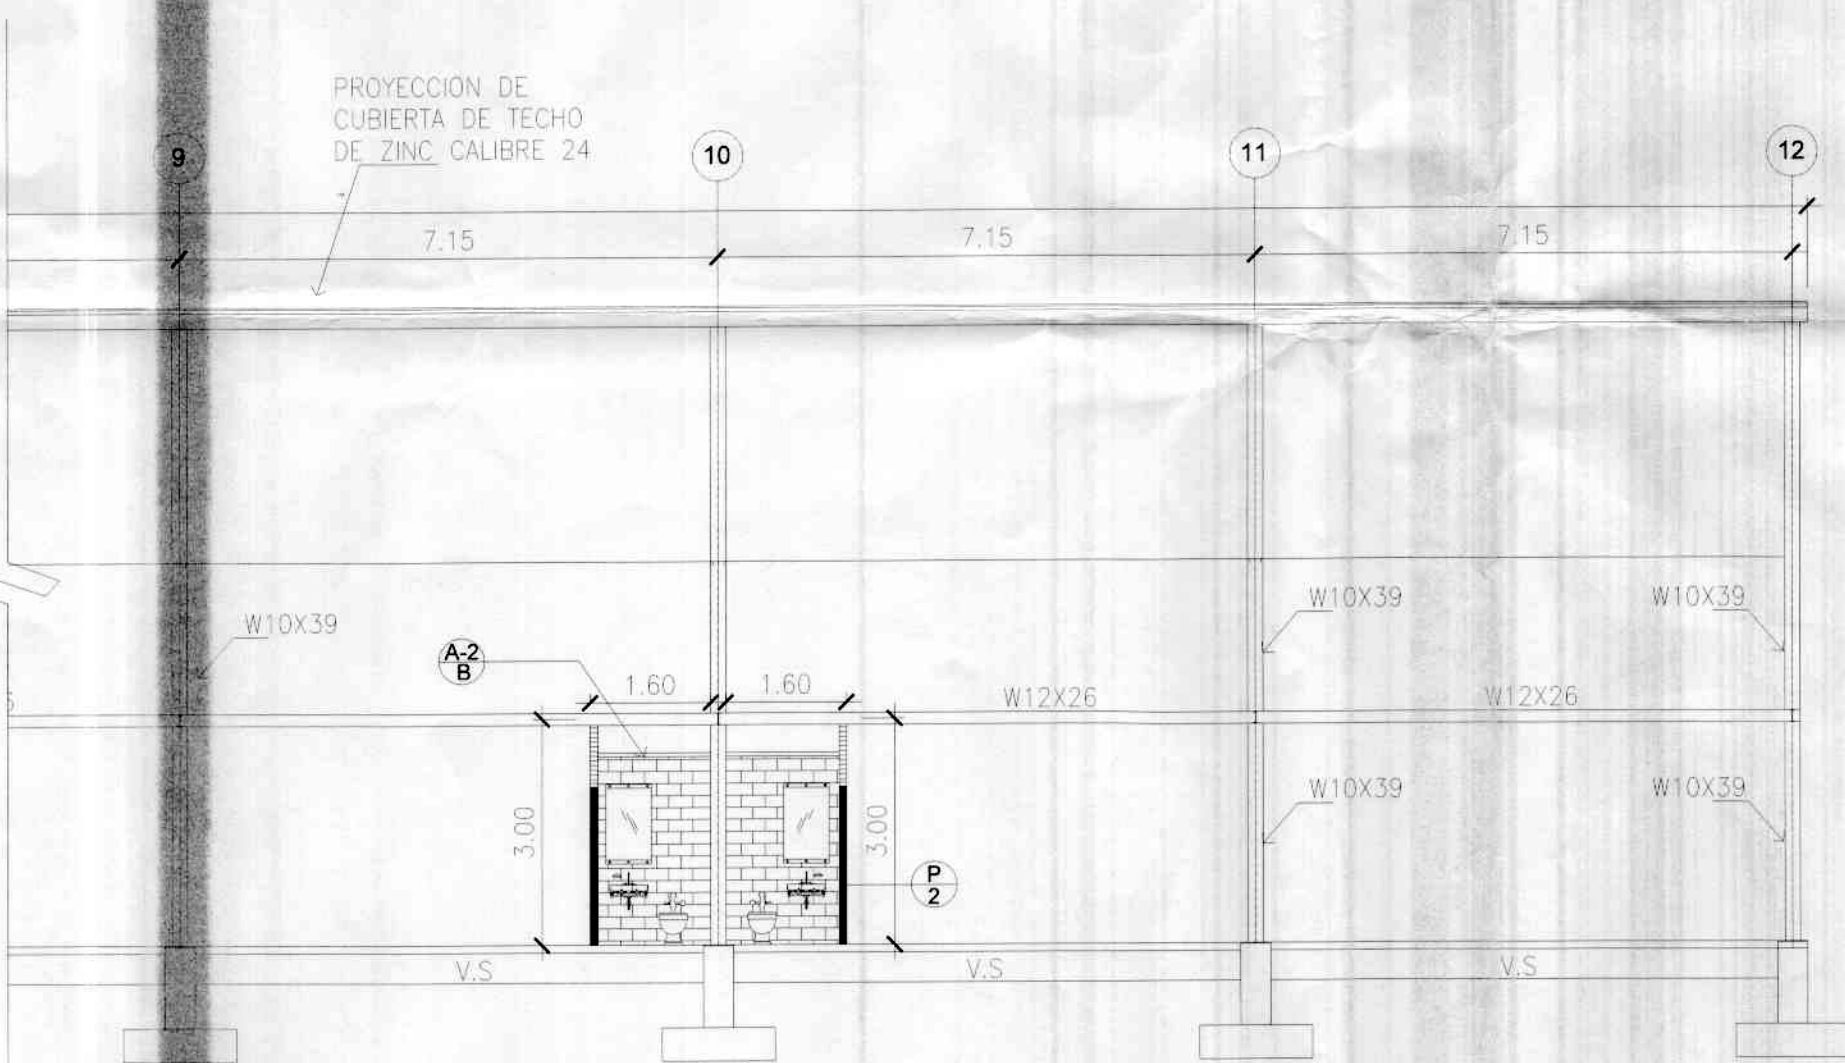 PROYECCION DE
CUBIERTA DE TECHO
DE ZINC CALIBRE 24
9
10
11
12
7.15
7.15
7.15
W10X39
W10X39
W10X39
A-2
B
1.60
1.60
W12X26
W12X26
3.00
3.00
W10X39
W10X39
P
2
V.S
V.S
V.S